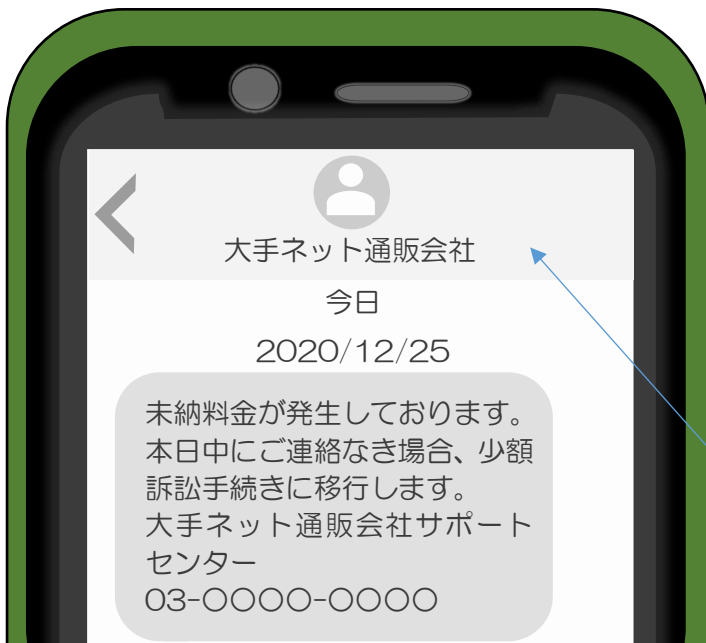 大手ネット通販会社
今日
2020/12/25
未納料金が発生しております。
本日中にご連絡なき場合、少額
訴訟手続きに移行します。
大手ネット通販会社サポート
センター
03-〇〇〇〇-〇〇〇〇